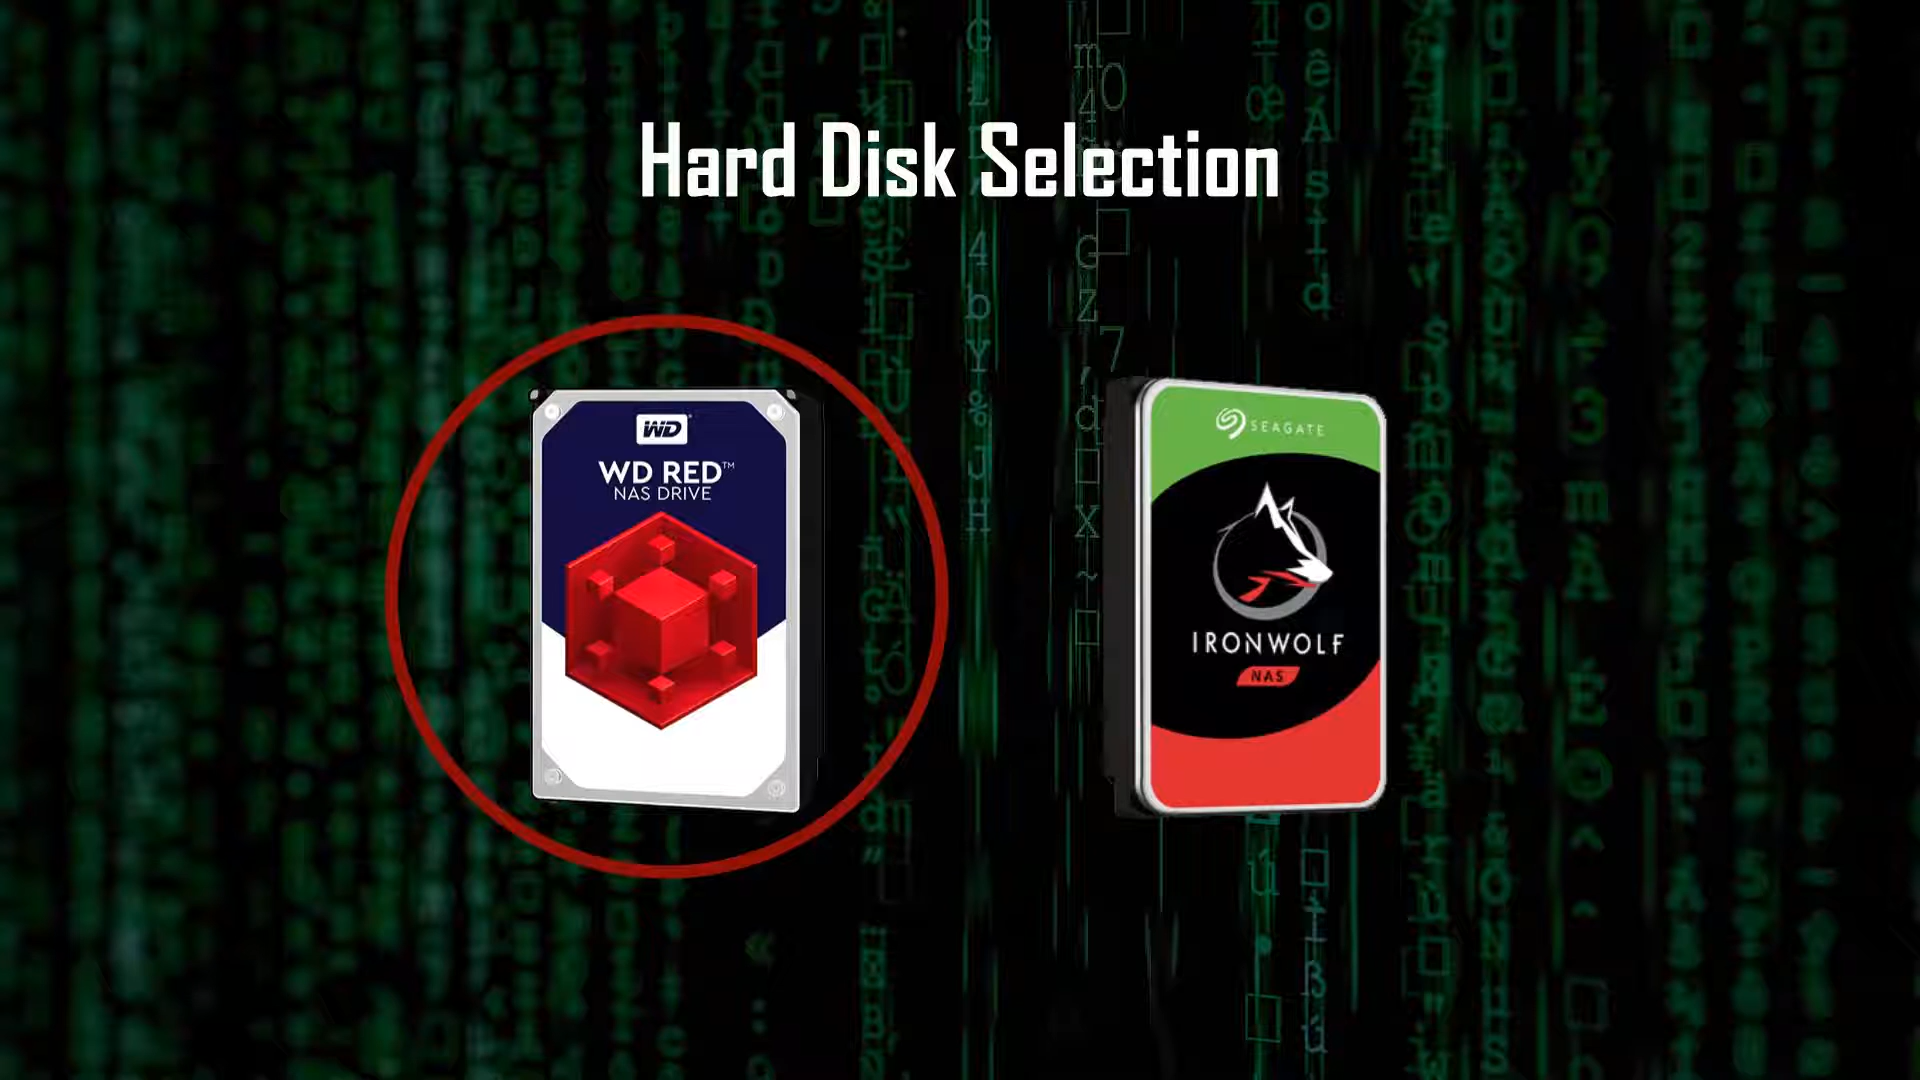 Hard Disk Selection
WD
WD RED™
NAS DRIVE
SEAGATE
IRONWOLF
NAS